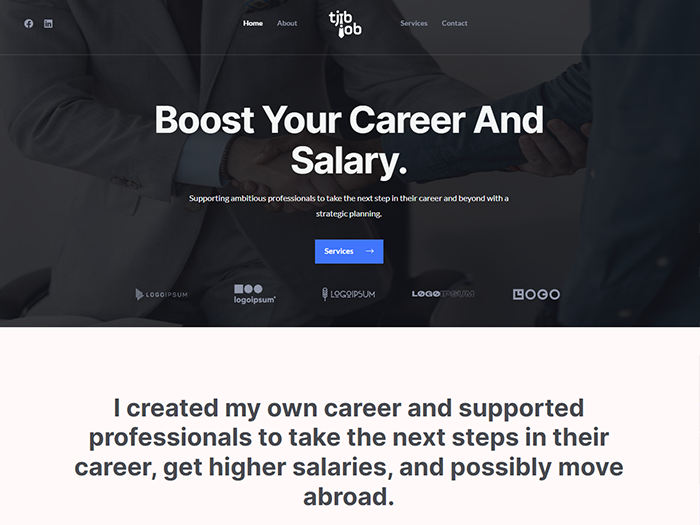 Home
About
tjib
job
Services
Contact
Boost Your Career And
Salary.
Supporting ambitious professionals to take the next step in their career and beyond with a
strategic planning.
Services →
LOGOIPSUM
logoipsum
LOGOIPSUM
LOGOIPSUM
LOGO
I created my own career and supported
professionals to take the next steps in their
career, get higher salaries, and possibly move
abroad.